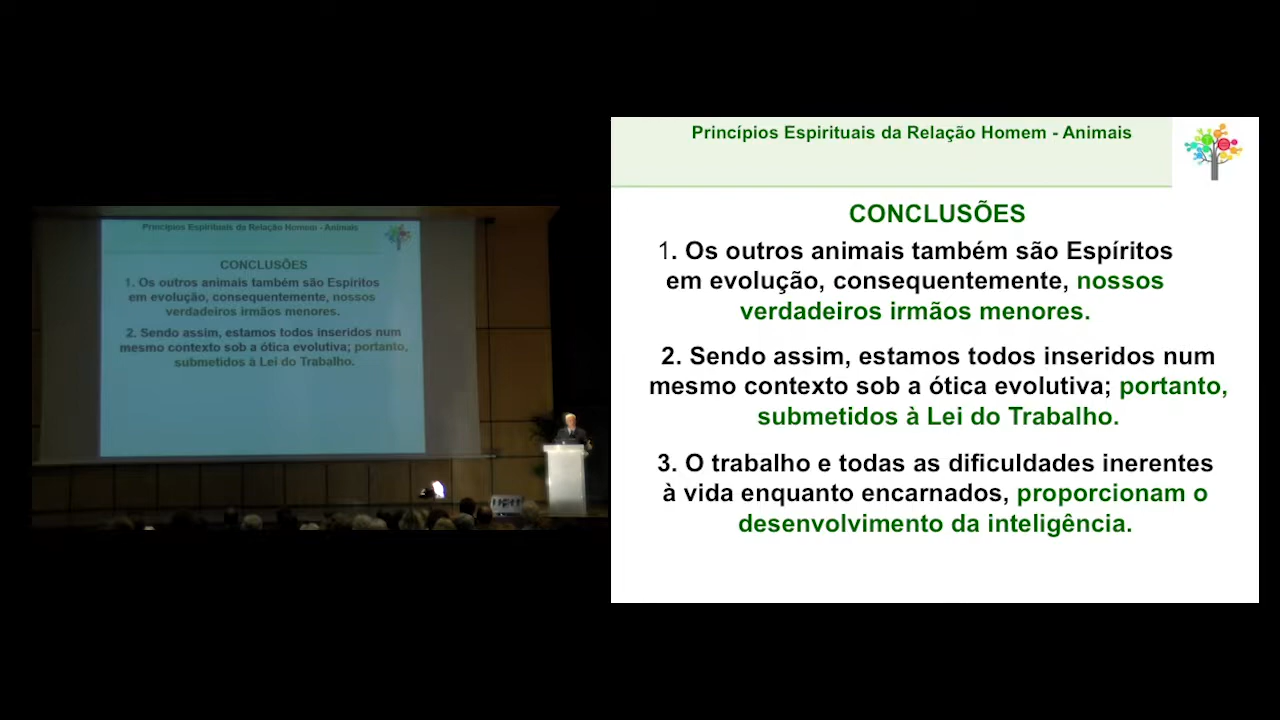 Princípios Espirituais da Relação Homem - Animais
CONCLUSÕES
1. Os outros animais também são Espíritos
em evolução, consequentemente, nossos
verdadeiros irmãos menores.
2. Sendo assim, estamos todos inseridos num
mesmo contexto sob a ótica evolutiva; portanto,
submetidos à Lei do Trabalho.
Princípios Espirituais da Relação Homem - Animais
CONCLUSÕES
1. Os outros animais também são Espíritos
em evolução, consequentemente, nossos
verdadeiros irmãos menores.
2. Sendo assim, estamos todos inseridos num
mesmo contexto sob a ótica evolutiva; portanto,
submetidos à Lei do Trabalho.
3. O trabalho e todas as dificuldades inerentes
à vida enquanto encarnados, proporcionam o
desenvolvimento da inteligência.